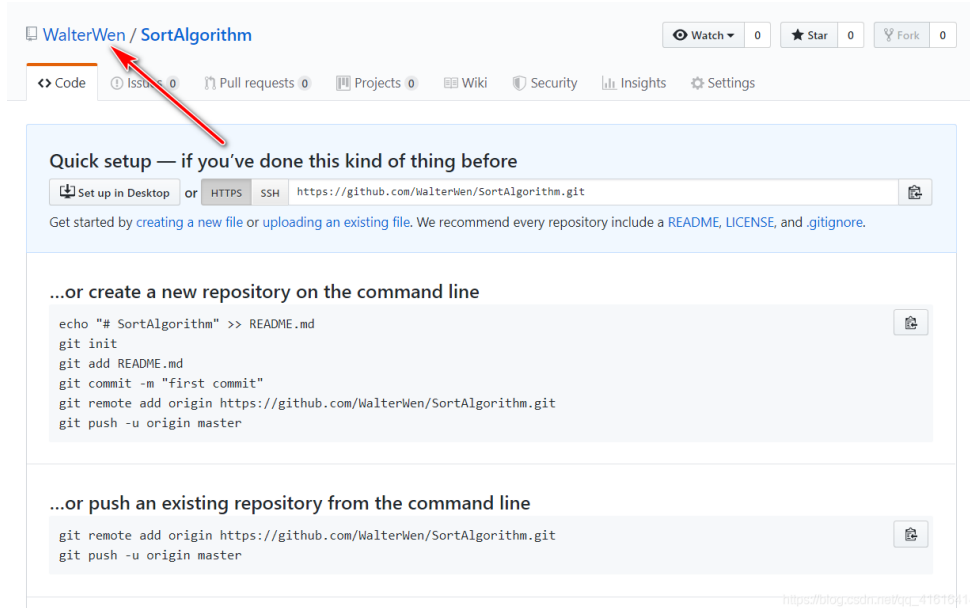 WalterWen / SortAlgorithm
Watch 0 Star 0 Fork 0
Code Issues 0 Pull requests 0 Projects 0 Wiki Security Insights Settings
Quick setup — if you've done this kind of thing before
Set up in Desktop or HTTPS SSH https://github.com/WalterWen/SortAlgorithm.git
Get started by creating a new file or uploading an existing file. We recommend every repository include a README, LICENSE, and .gitignore.
…or create a new repository on the command line
echo "# SortAlgorithm" >> README.md
git init
git add README.md
git commit -m "first commit"
git remote add origin https://github.com/WalterWen/SortAlgorithm.git
git push -u origin master
…or push an existing repository from the command line
git remote add origin https://github.com/WalterWen/SortAlgorithm.git
git push -u origin master
https://blog.csdn.net/qq_4161641